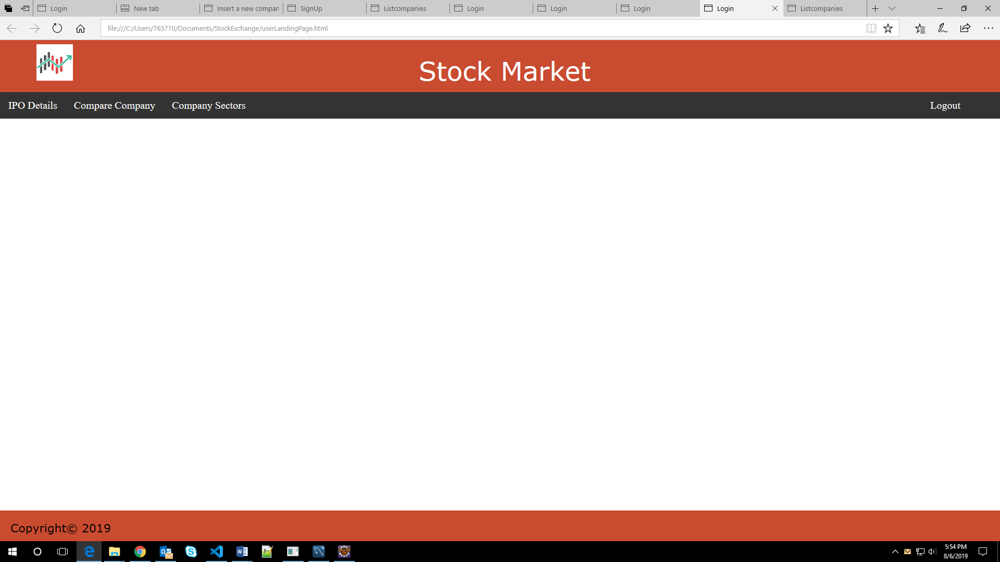 Login
New tab
Insert a new compan
SignUp
Listcompanies
Login
Login
Login
Login
Listcompanies
file:///C:/Users/765770/Documents/StockExchange/userLandingPage.html
Stock Market
IPO Details
Compare Company
Company Sectors
Logout
Copyright© 2019
5:54 PM
8/6/2019